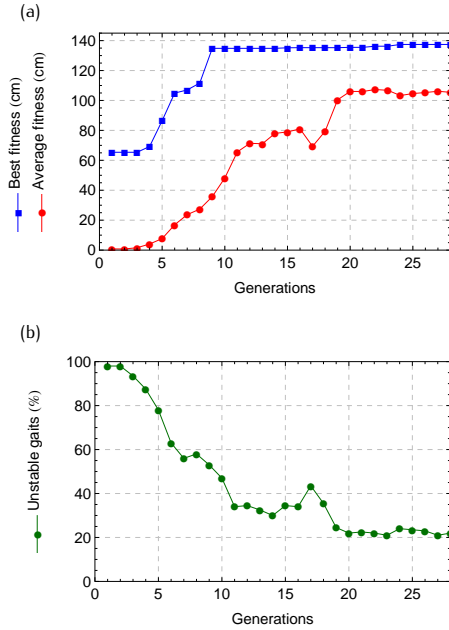 (a)
Best fitness (cm)
Average fitness (cm)
140
120
100
80
60
40
20
0
0 5 10 15 20 25
Generations
(b)
Unstable gaits (%)
100
80
60
40
20
0
0 5 10 15 20 25
Generations